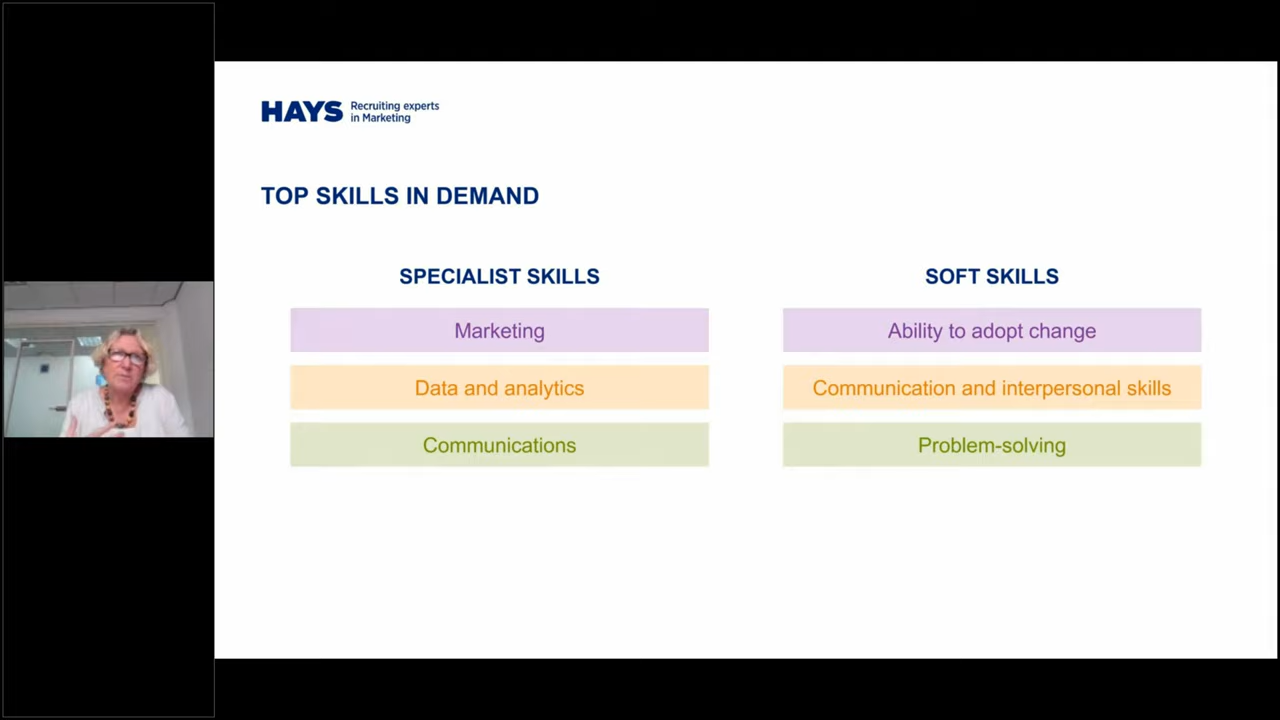 HAYS Recruiting experts
in Marketing
TOP SKILLS IN DEMAND
SPECIALIST SKILLS
Marketing
Data and analytics
Communications
SOFT SKILLS
Ability to adopt change
Communication and interpersonal skills
Problem-solving